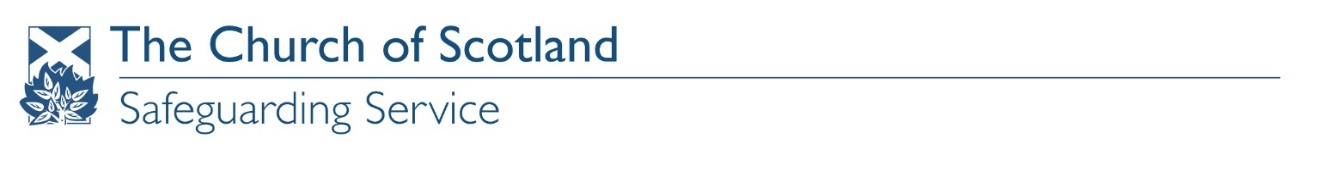 The Church of Scotland
Safeguarding Service